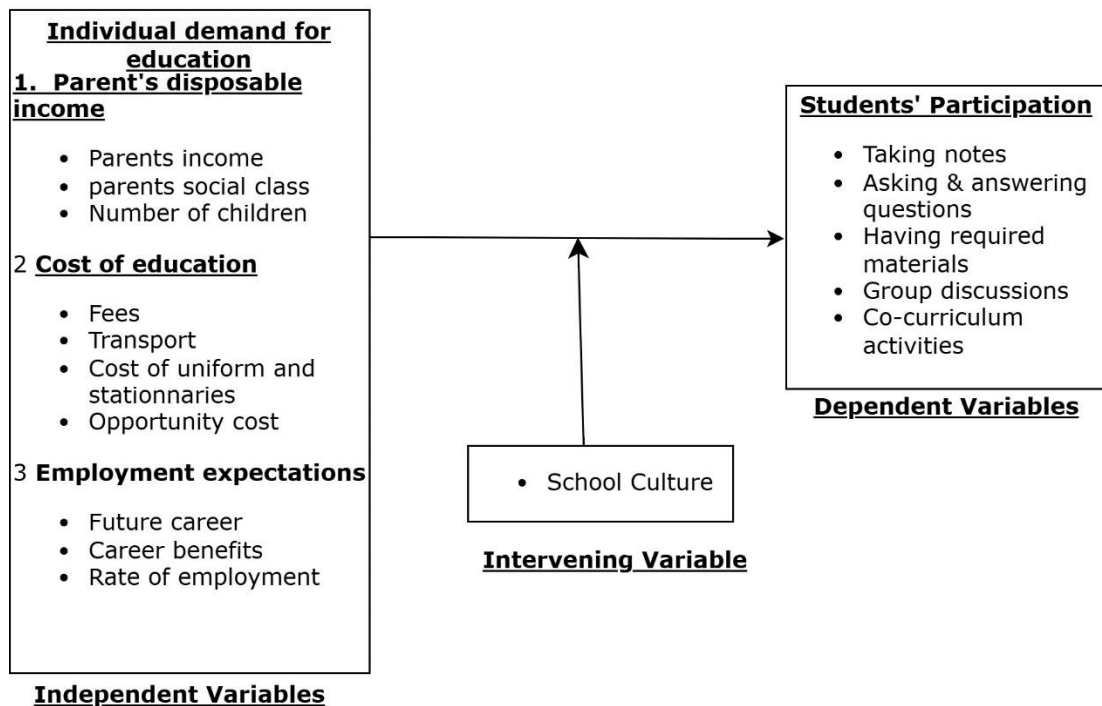 Individual demand for
education
1. Parent's disposable
income
• Parents income
• parents social class
• Number of children
2 Cost of education
• Fees
• Transport
• Cost of uniform and
stationnaries
• Opportunity cost
3 Employment expectations
• Future career
• Career benefits
• Rate of employment
Independent Variables
• School Culture
Intervening Variable
Students' Participation
• Taking notes
• Asking & answering
questions
• Having required
materials
• Group discussions
• Co-curriculum
activities
Dependent Variables